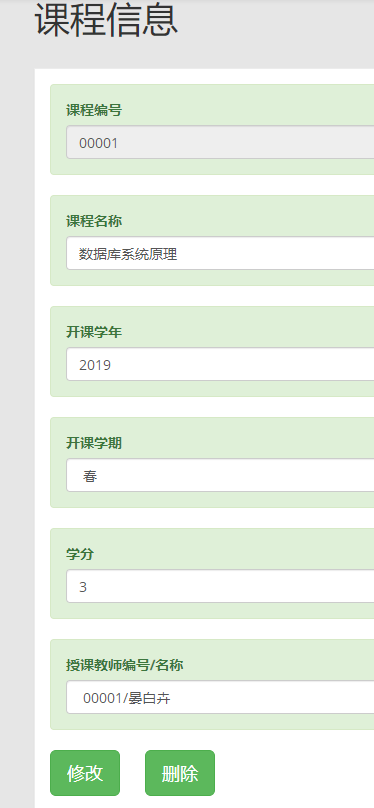 课程信息
课程编号
00001
课程名称
数据库系统原理
开课学年
2019
开课学期
春
学分
3
授课教师编号/名称
00001/晏白卉
修改 删除